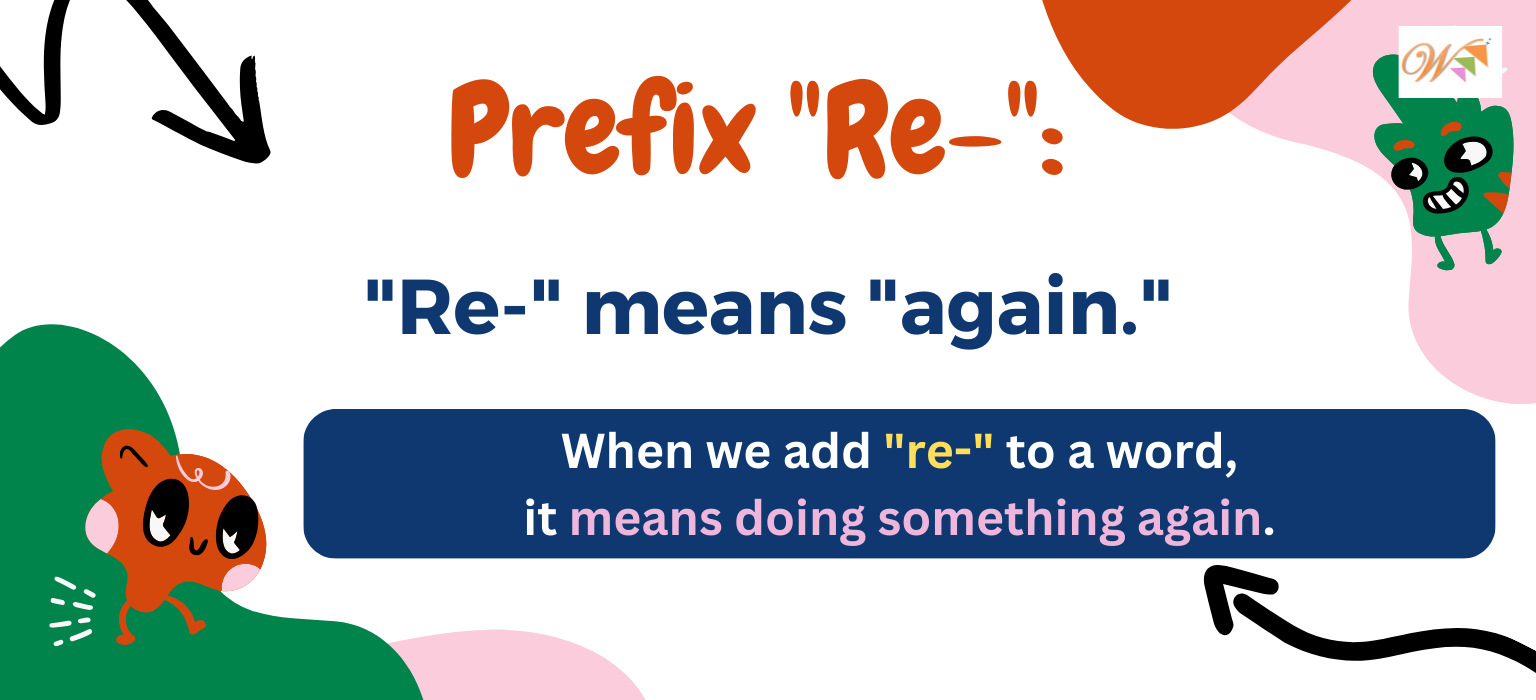 Prefix "Re-":
"Re-" means "again."
When we add "re-" to a word,
it means doing something again.
W